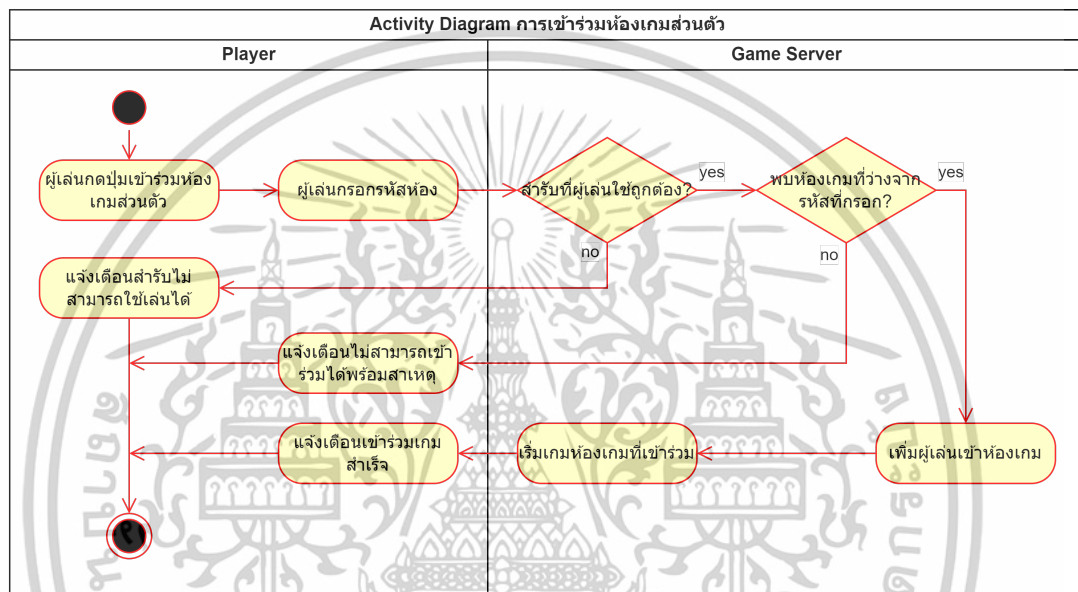 Activity Diagram การเข้าร่วมห้องเกมส่วนตัว
Player
Game Server
ผู้เล่นกดปุ่มเข้าร่วมห้อง
เกมส่วนตัว
ผู้เล่นกรอกรหัสห้อง
สำรับที่ผู้เล่นใช้ถูกต้อง?
yes
พบห้องเกมที่ว่างจาก
รหัสที่กรอก?
yes
no
no
แจ้งเตือนสำรับไม่
สามารถใช้เล่นได้
แจ้งเตือนไม่สามารถเข้า
ร่วมได้พร้อมสาเหตุ
แจ้งเตือนเข้าร่วมเกม
สำเร็จ
เริ่มเกมห้องเกมที่เข้าร่วม
เพิ่มผู้เล่นเข้าห้องเกม